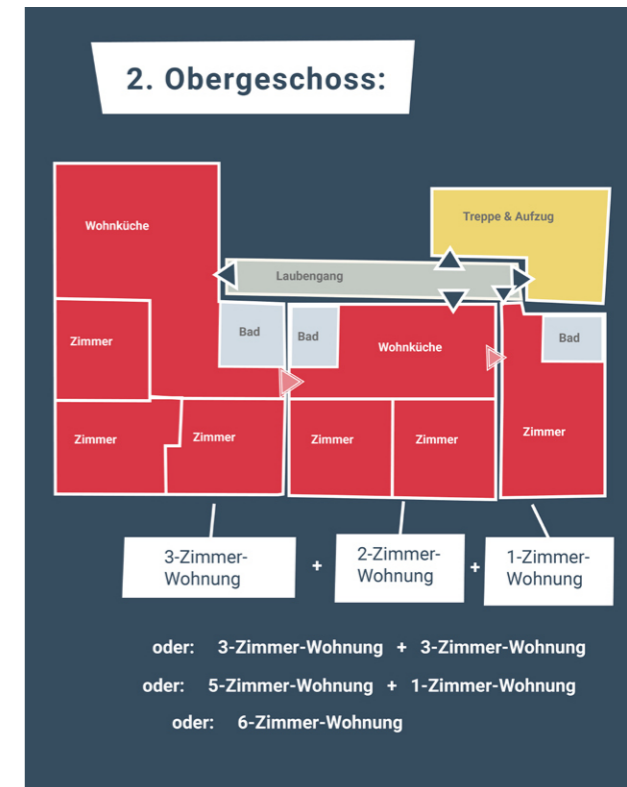 2. Obergeschoss:
Treppe & Aufzug
Wohnküche
Laubengang
Bad
Bad
Bad
Zimmer
Wohnküche
Zimmer
Zimmer
Zimmer
Zimmer
Zimmer
3-Zimmer-
Wohnung
+
2-Zimmer-
Wohnung
+
1-Zimmer-
Wohnung
oder: 3-Zimmer-Wohnung + 3-Zimmer-Wohnung
oder: 5-Zimmer-Wohnung + 1-Zimmer-Wohnung
oder: 6-Zimmer-Wohnung